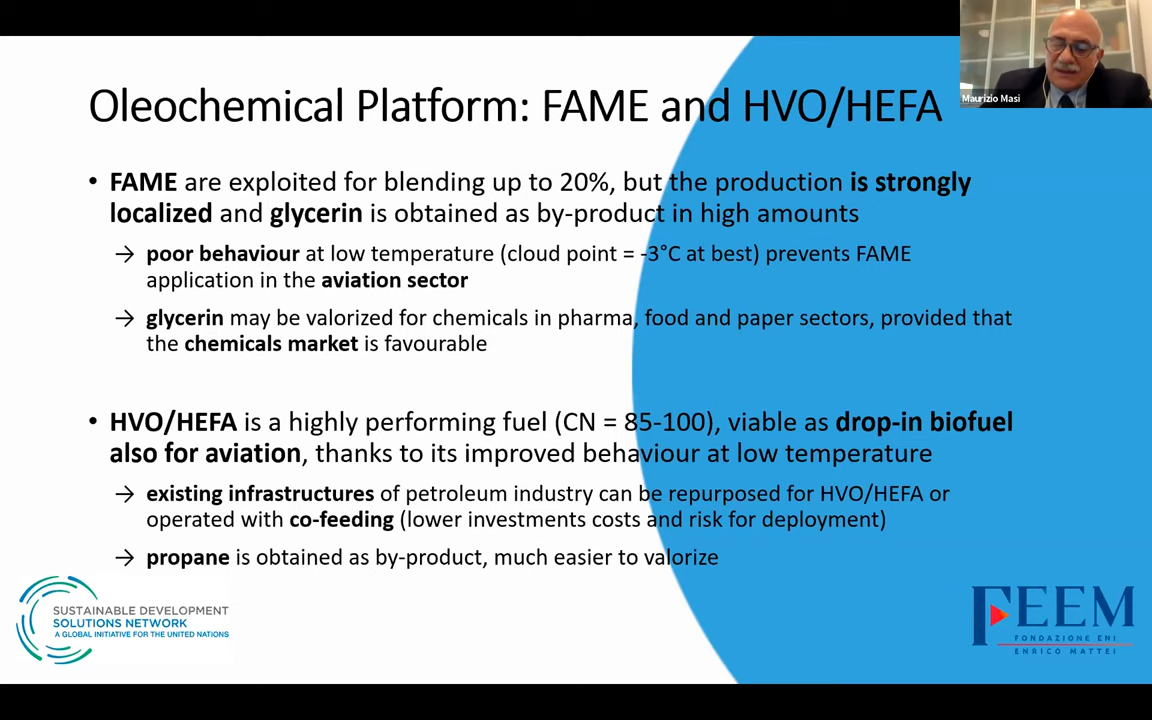 Maurizio Masi
Oleochemical Platform: FAME and HVO/HEFA
• FAME are exploited for blending up to 20%, but the production is strongly
localized and glycerin is obtained as by-product in high amounts
→ poor behaviour at low temperature (cloud point = -3°C at best) prevents FAME
application in the aviation sector
→ glycerin may be valorized for chemicals in pharma, food and paper sectors, provided that
the chemicals market is favourable
• HVO/HEFA is a highly performing fuel (CN = 85-100), viable as drop-in biofuel
also for aviation, thanks to its improved behaviour at low temperature
→ existing infrastructures of petroleum industry can be repurposed for HVO/HEFA or
operated with co-feeding (lower investments costs and risk for deployment)
→ propane is obtained as by-product, much easier to valorize
SUSTAINABLE DEVELOPMENT
SOLUTIONS NETWORK
A GLOBAL INITIATIVE FOR THE UNITED NATIONS
FEEM
FONDAZIONE ENI
ENRICO MATTEI